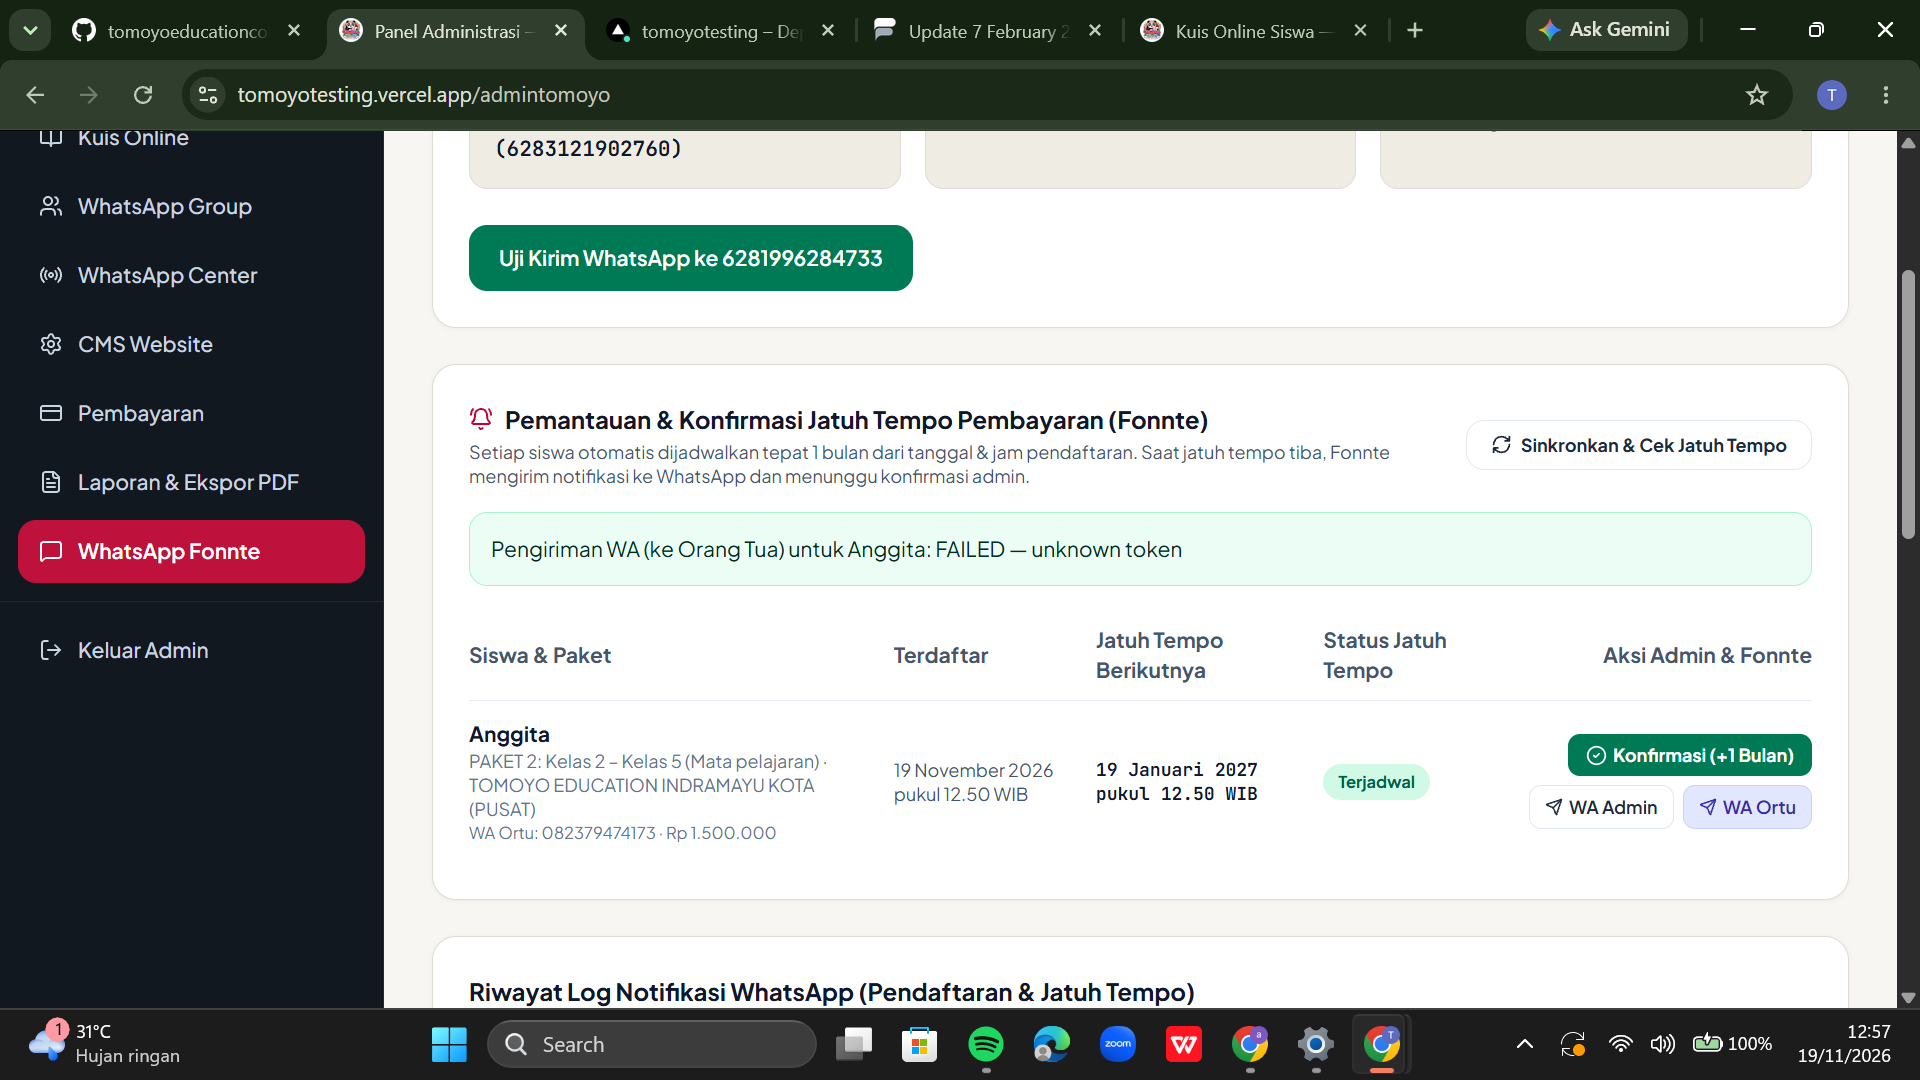 tomoyoeducationco
Panel Administrasi –
tomoyotesting – De
Update 7 February 2
Kuis Online Siswa –
Ask Gemini
tomoyotesting.vercel.app/admintomoyo
T
Kuis Online
WhatsApp Group
WhatsApp Center
CMS Website
Pembayaran
Laporan & Ekspor PDF
WhatsApp Fonnte
Keluar Admin
(6283121902760)
Uji Kirim WhatsApp ke 6281996284733
Pemantauan & Konfirmasi Jatuh Tempo Pembayaran (Fonnte)
Setiap siswa otomatis dijadwalkan tepat 1 bulan dari tanggal & jam pendaftaran. Saat jatuh tempo tiba, Fonnte
mengirim notifikasi ke WhatsApp dan menunggu konfirmasi admin.
Sinkronkan & Cek Jatuh Tempo
Pengiriman WA (ke Orang Tua) untuk Anggita: FAILED — unknown token
Siswa & Paket
Terdaftar
Jatuh Tempo
Berikutnya
Status Jatuh
Tempo
Aksi Admin & Fonnte
Anggita
PAKET 2: Kelas 2 – Kelas 5 (Mata pelajaran) ·
TOMOYO EDUCATION INDRAMAYU KOTA
(PUSAT)
WA Ortu: 082379474173 · Rp 1.500.000
19 November 2026
pukul 12.50 WIB
19 Januari 2027
pukul 12.50 WIB
Terjadwal
Konfirmasi (+1 Bulan)
WA Admin
WA Ortu
Riwayat Log Notifikasi WhatsApp (Pendaftaran & Jatuh Tempo)
1
31°C
Hujan ringan
Search
zoom
a
T
100%
12:57
19/11/2026